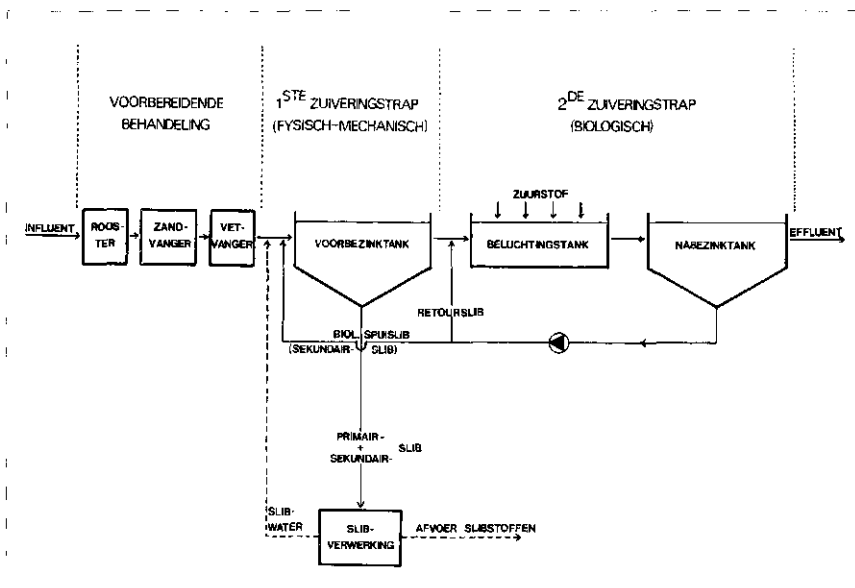 VOORBEREIDENDE
BEHANDELING
1STE ZUIVERINGSTRAP
(FYSISCH-MECHANISCH)
2DE ZUIVERINGSTRAP
(BIOLOGISCH)
INFLUENT
ROOS-
TER
ZAND-
VANGER
VET-
VANGER
VOORBEZINKTANK
ZUURSTOF
BELUCHTINGSTANK
NABEZINKTANK
EFFLUENT
RETOURSLIB
BIOL. SPUISLIB
(SEKUNDAIR- SLIB)
PRIMAIR-
+ SLIB
SEKUNDAIR-
SLIB-
WATER
SLIB-
VERWERKING
AFVOER SLIBSTOFFEN